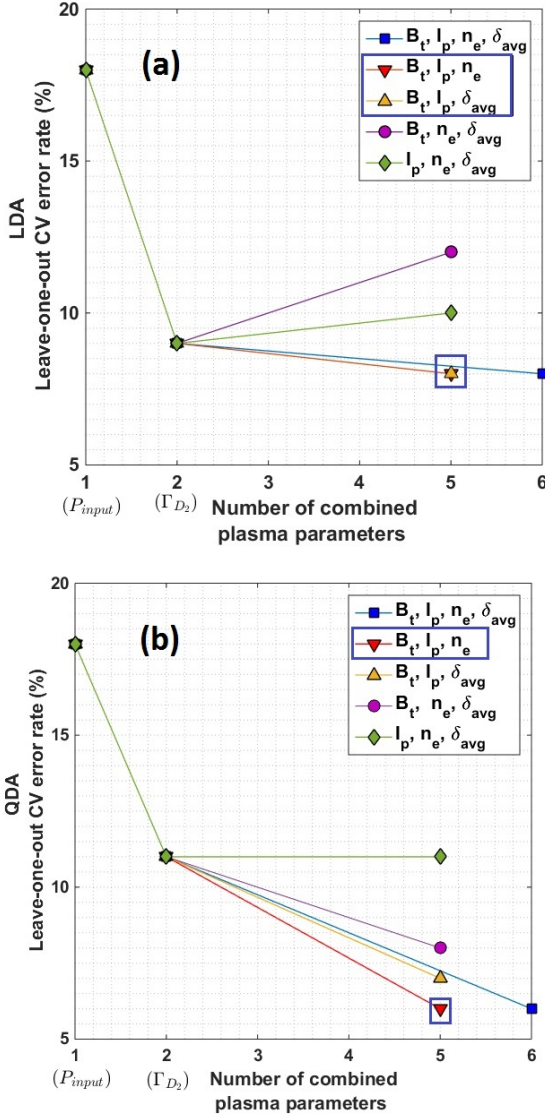 20
15
10
5
LDA
Leave-one-out CV error rate (%)
(a)
B_t, I_p, n_e, δ_avg
B_t, I_p, n_e
B_t, I_p, δ_avg
B_t, n_e, δ_avg
I_p, n_e, δ_avg
1 2 3 4 5 6
(P_input) (Γ_D₂) Number of combined
plasma parameters
20
15
10
5
QDA
Leave-one-out CV error rate (%)
(b)
B_t, I_p, n_e, δ_avg
B_t, I_p, n_e
B_t, I_p, δ_avg
B_t, n_e, δ_avg
I_p, n_e, δ_avg
1 2 3 4 5 6
(P_input) (Γ_D₂) Number of combined
plasma parameters